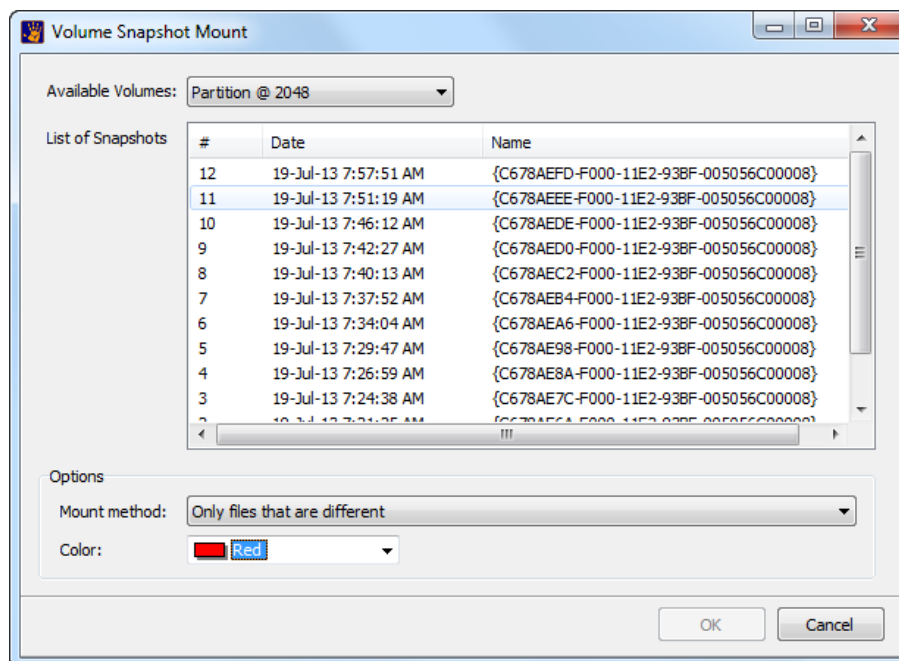 Volume Snapshot Mount
Available Volumes: Partition @ 2048
List of Snapshots
# Date Name
12 19-Jul-13 7:57:51 AM {C678AEFD-F000-11E2-93BF-005056C00008}
11 19-Jul-13 7:51:19 AM {C678AEEE-F000-11E2-93BF-005056C00008}
10 19-Jul-13 7:46:12 AM {C678AEDE-F000-11E2-93BF-005056C00008}
9 19-Jul-13 7:42:27 AM {C678AED0-F000-11E2-93BF-005056C00008}
8 19-Jul-13 7:40:13 AM {C678AEC2-F000-11E2-93BF-005056C00008}
7 19-Jul-13 7:37:52 AM {C678AEB4-F000-11E2-93BF-005056C00008}
6 19-Jul-13 7:34:04 AM {C678AEA6-F000-11E2-93BF-005056C00008}
5 19-Jul-13 7:29:47 AM {C678AE98-F000-11E2-93BF-005056C00008}
4 19-Jul-13 7:26:59 AM {C678AE8A-F000-11E2-93BF-005056C00008}
3 19-Jul-13 7:24:38 AM {C678AE7C-F000-11E2-93BF-005056C00008}
Options
Mount method: Only files that are different
Color: Red
OK Cancel